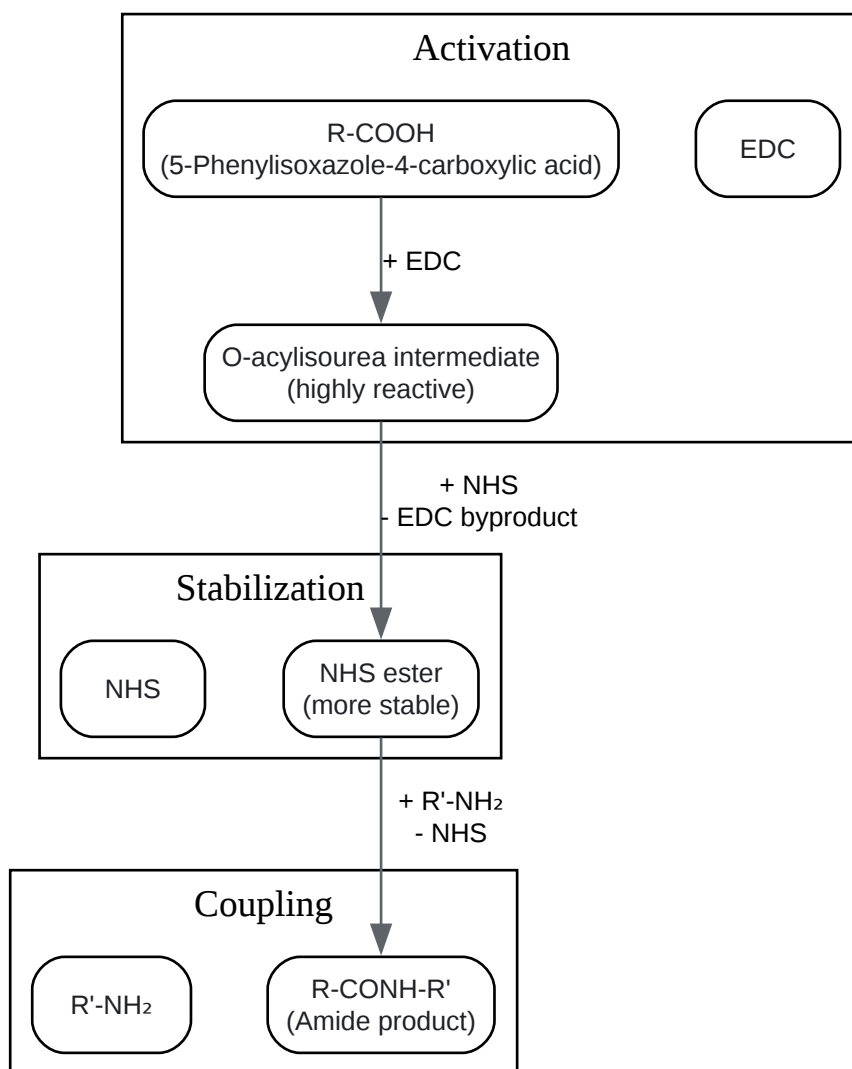 Activation
R-COOH
(5-Phenylisoxazole-4-carboxylic acid)
EDC
+ EDC
O-acylisourea intermediate
(highly reactive)
+ NHS
- EDC byproduct
Stabilization
NHS
NHS ester
(more stable)
+ R'-NH₂
- NHS
Coupling
R'-NH₂
R-CONH-R'
(Amide product)